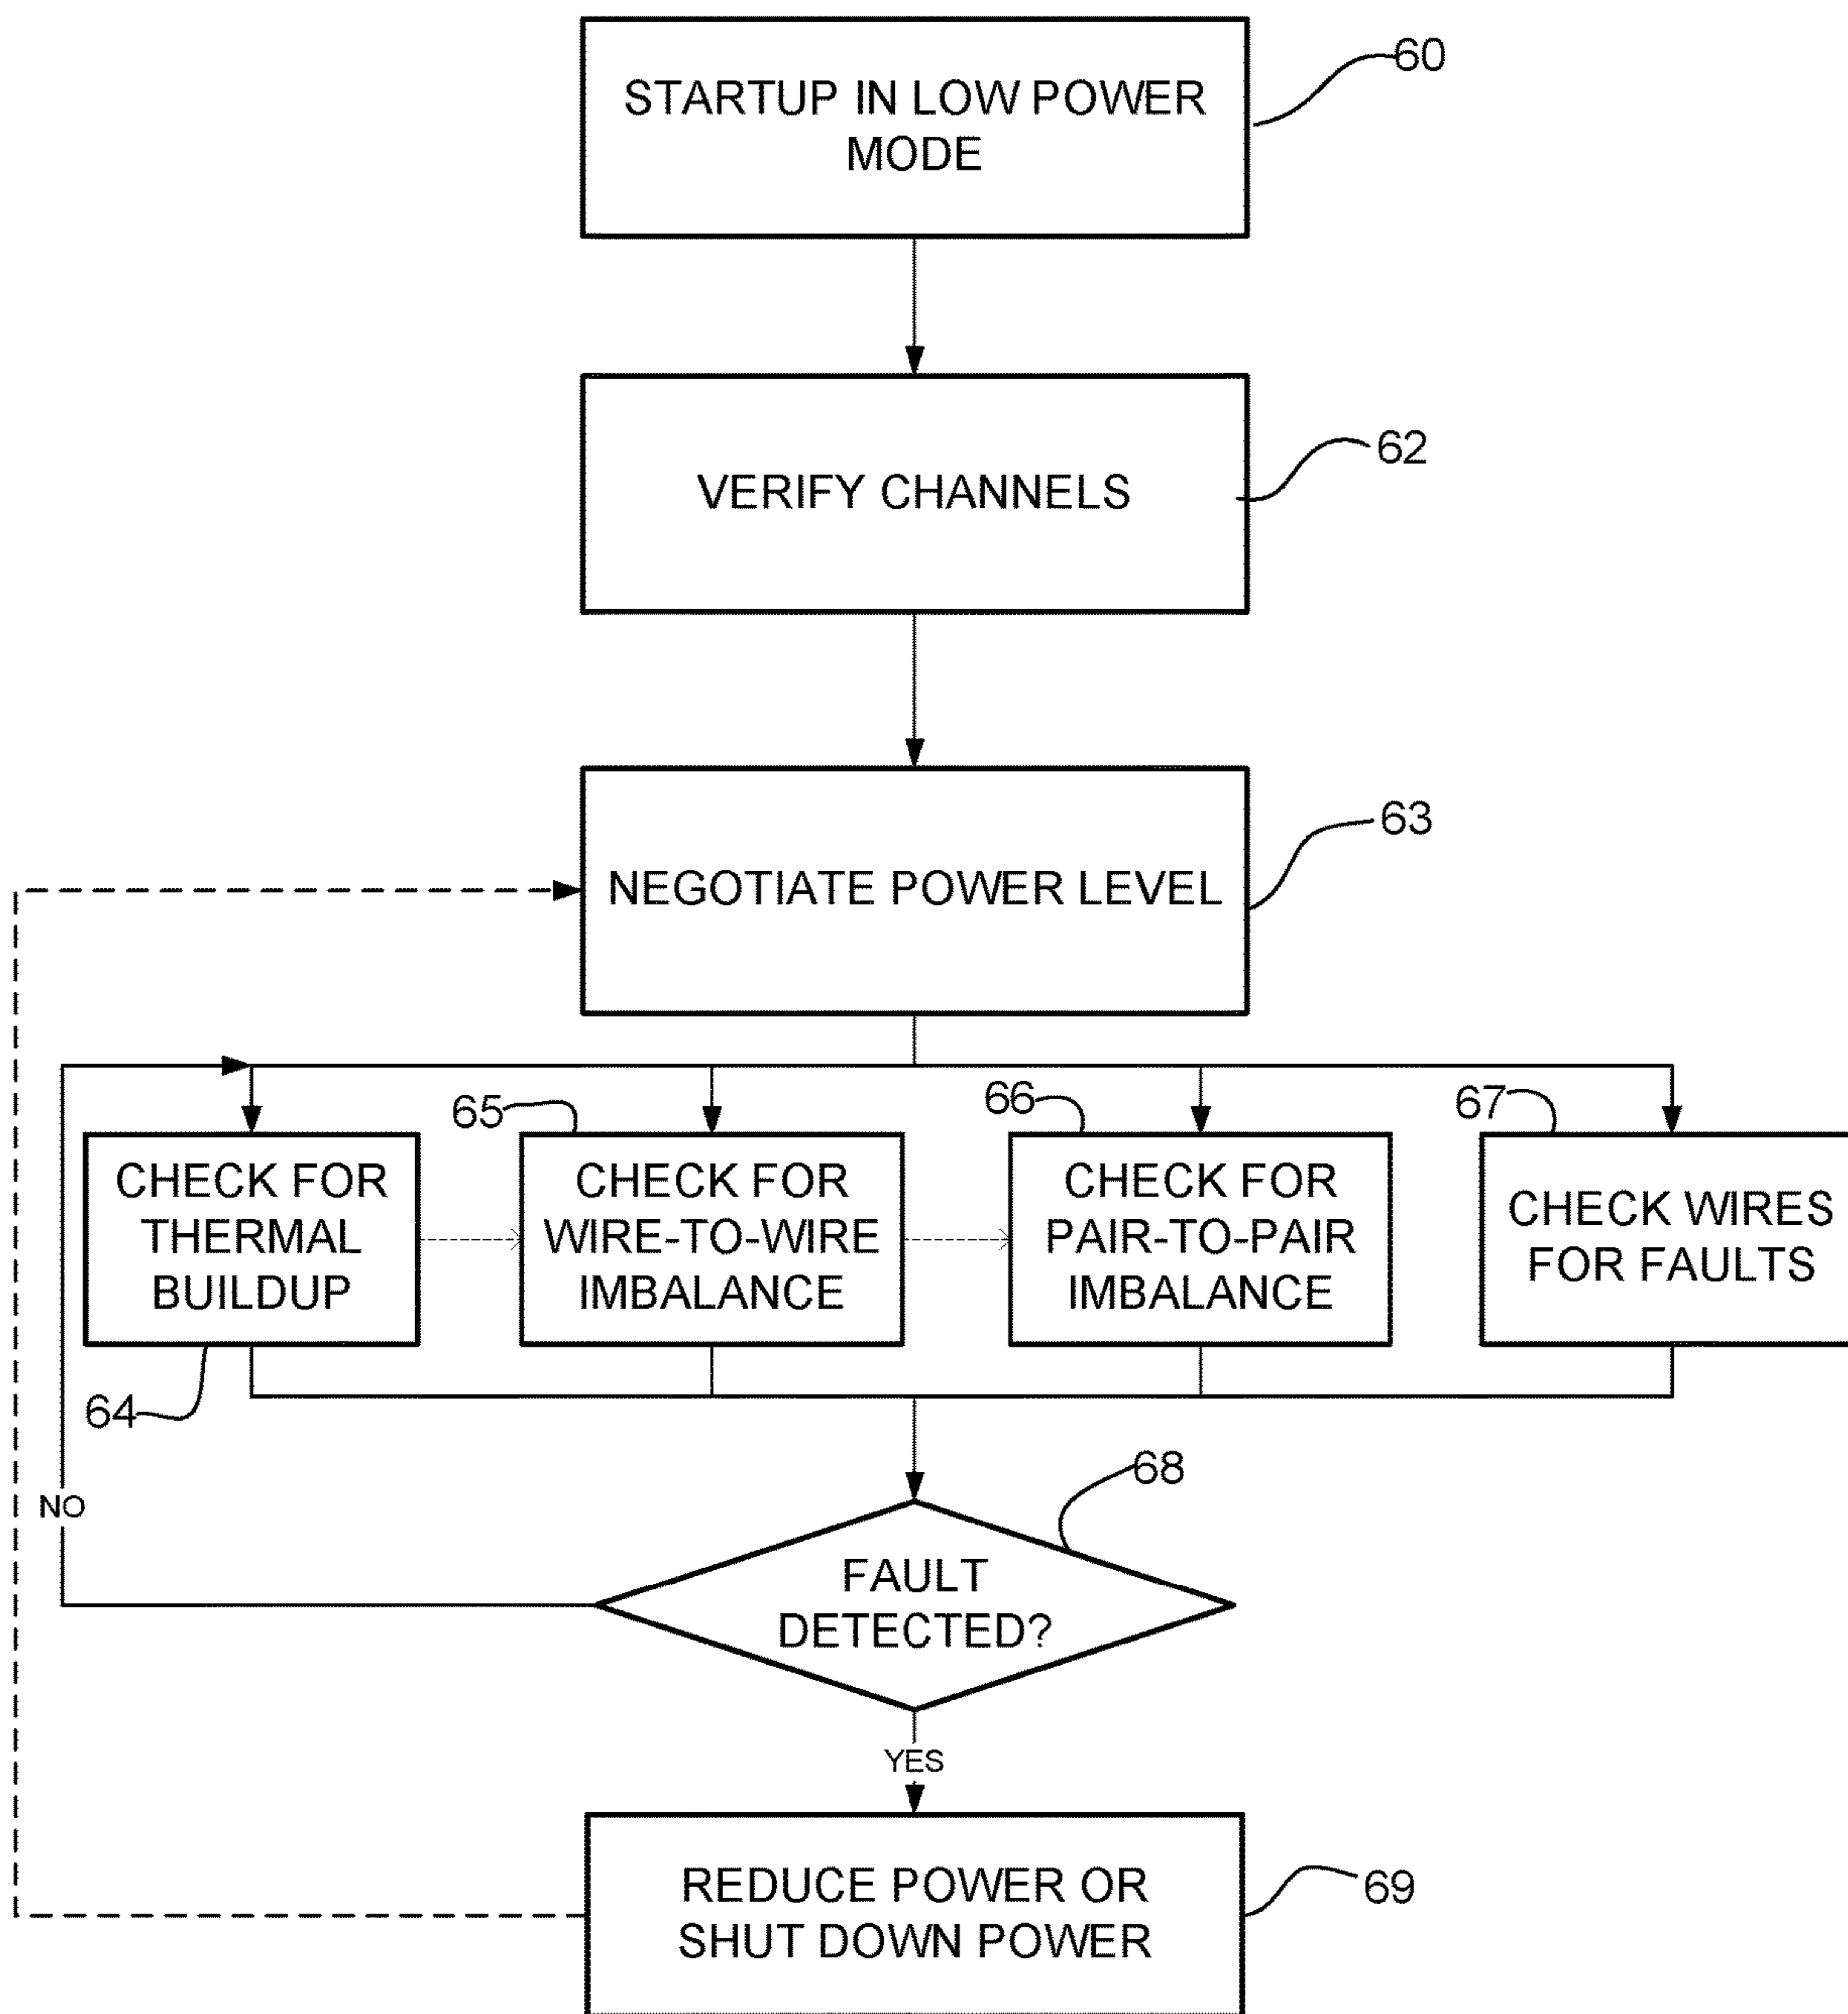 STARTUP IN LOW POWER
MODE
60
VERIFY CHANNELS
62
NEGOTIATE POWER LEVEL
63
65
66
67
CHECK FOR
THERMAL
BUILDUP
CHECK FOR
WIRE-TO-WIRE
IMBALANCE
CHECK FOR
PAIR-TO-PAIR
IMBALANCE
CHECK WIRES
FOR FAULTS
64
68
NO
FAULT
DETECTED?
YES
REDUCE POWER OR
SHUT DOWN POWER
69